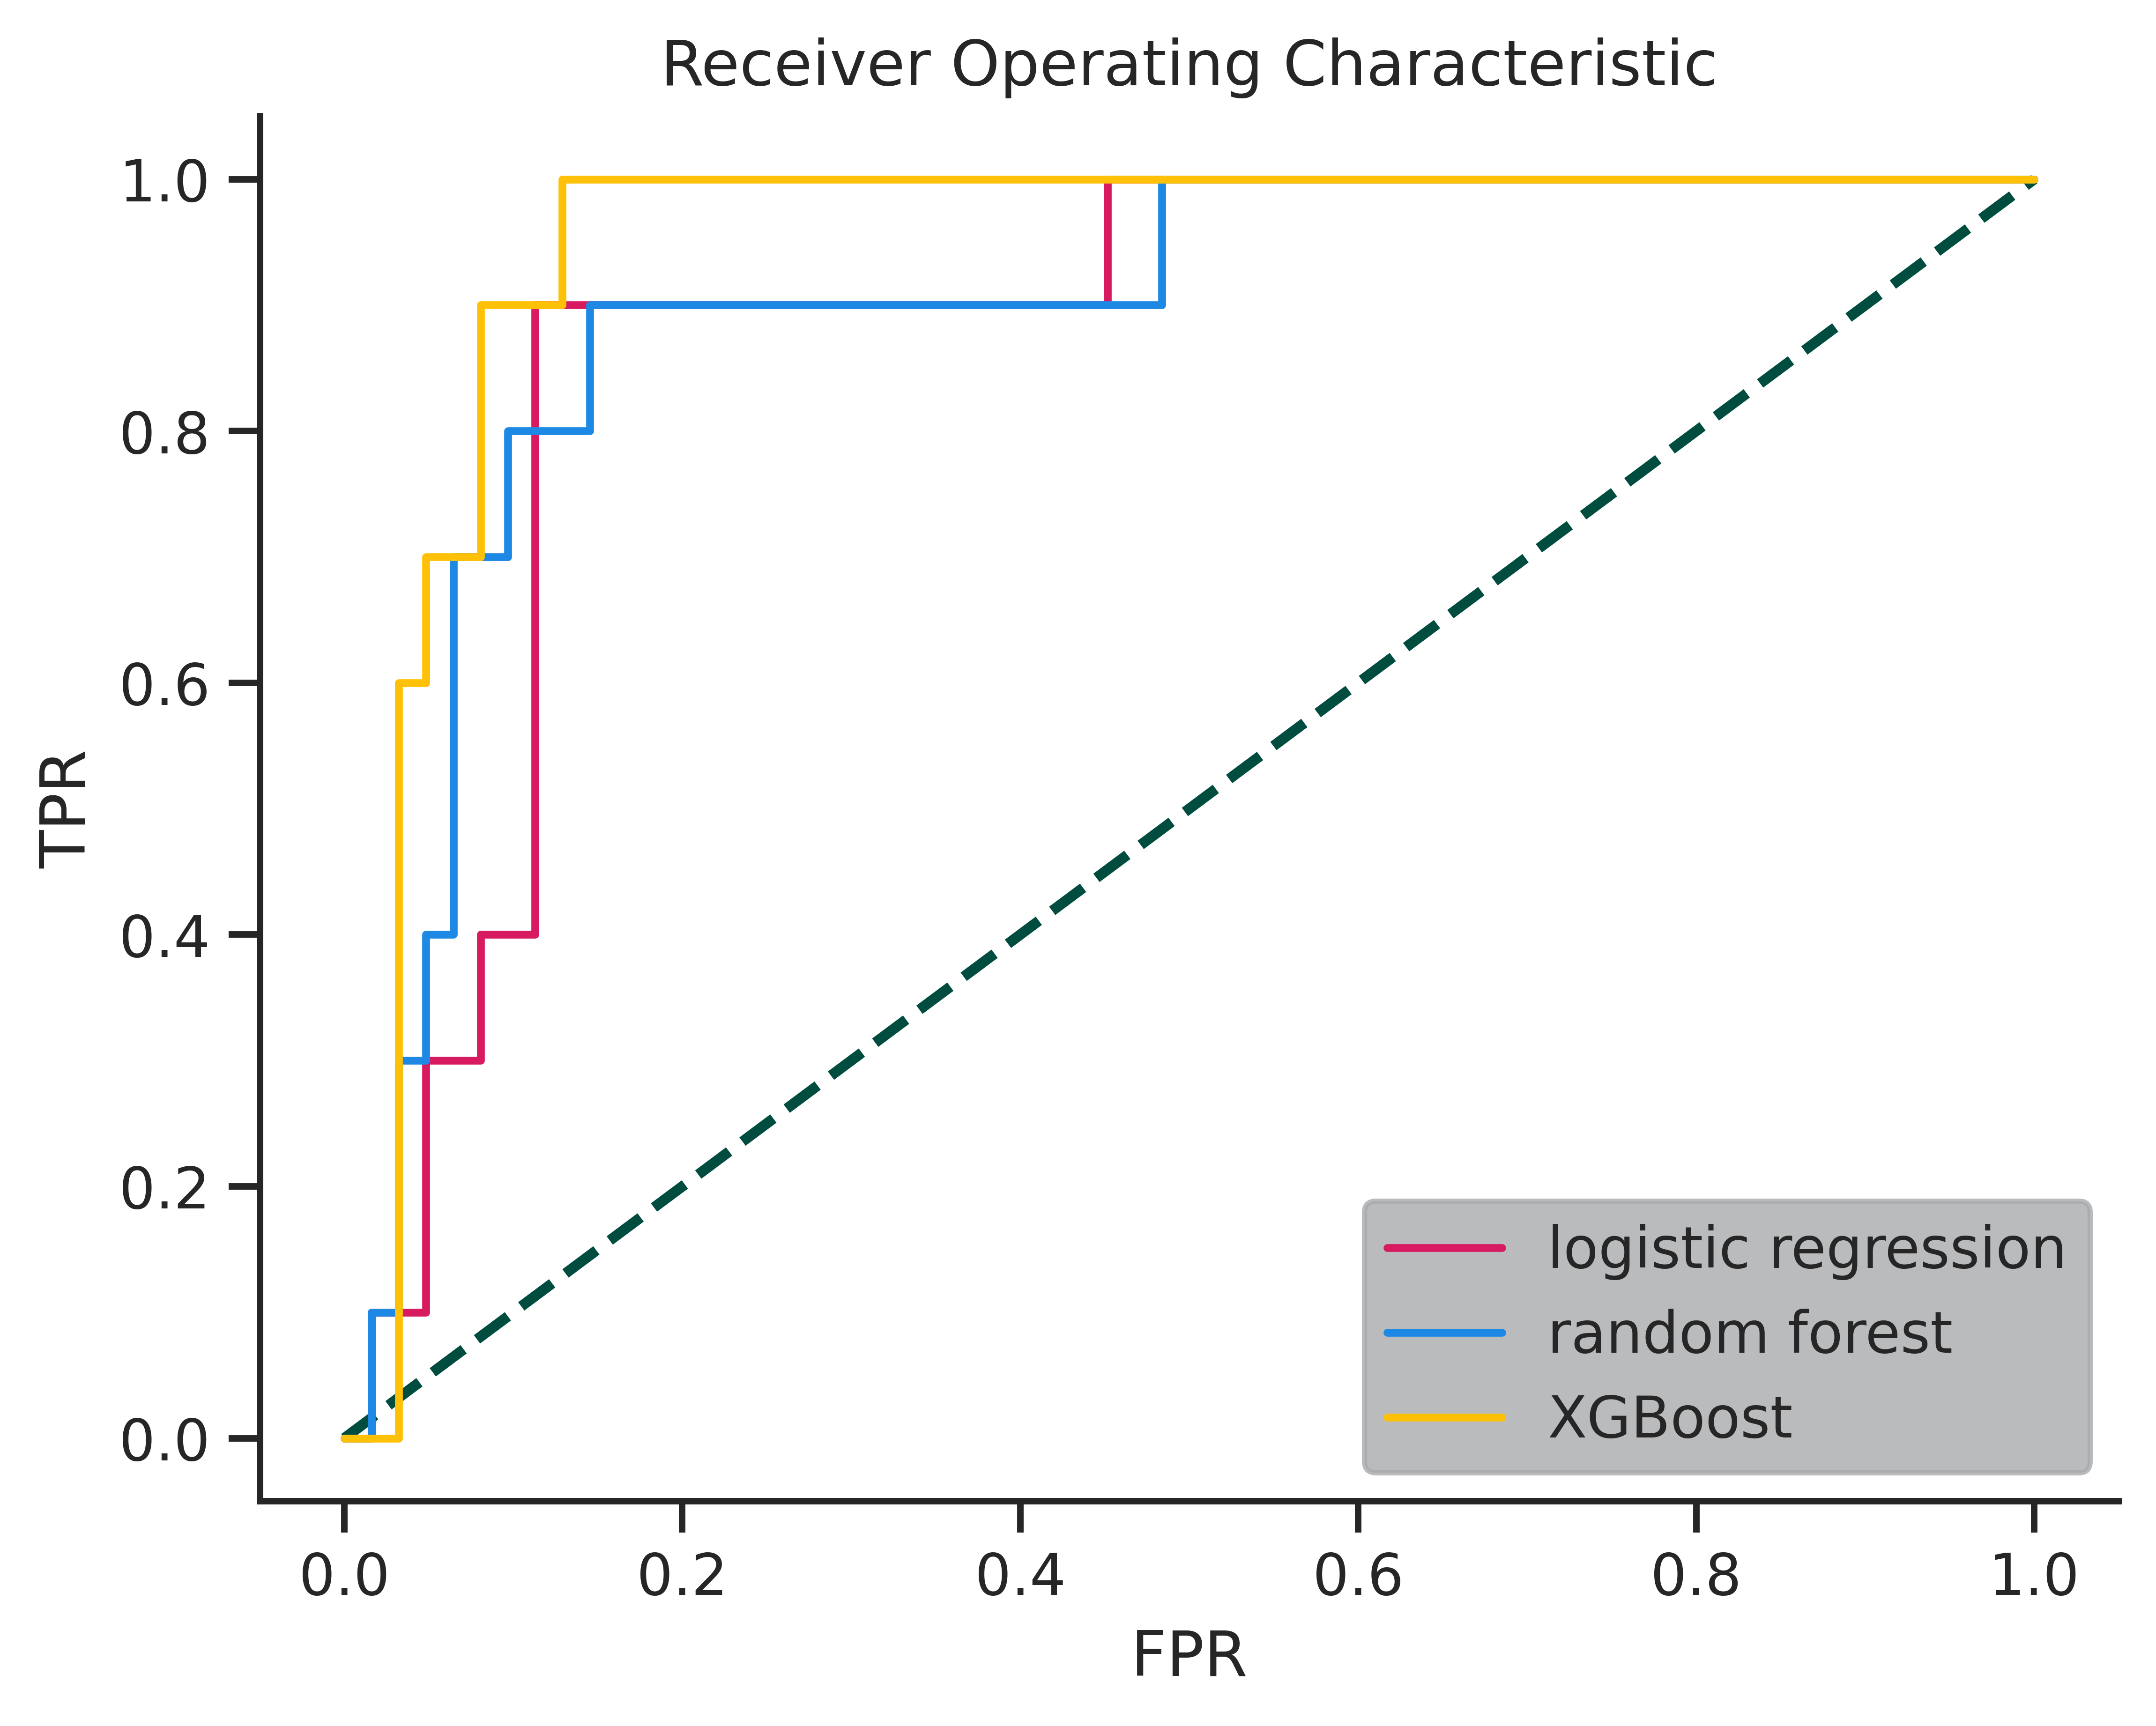 Receiver Operating Characteristic
1.0
0.8
0.6
0.4
0.2
0.0
TPR
0.0 0.2 0.4 0.6 0.8 1.0
FPR
logistic regression
random forest
XGBoost